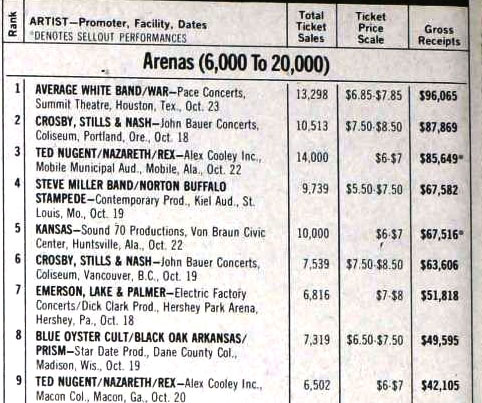 Rank
ARTIST—Promoter, Facility, Dates
*DENOTES SELLOUT PERFORMANCES
Total Ticket Sales
Ticket Price Scale
Gross Receipts
Arenas (6,000 To 20,000)
1 AVERAGE WHITE BAND/WAR—Pace Concerts, 13,298 $6.85-$7.85 $96,065
Summit Theatre, Houston, Tex., Oct. 23
2 CROSBY, STILLS & NASH—John Bauer Concerts, 10,513 $7.50-$8.50 $87,869
Coliseum, Portland, Ore., Oct. 18
3 TED NUGENT/NAZARETH/REX—Alex Cooley Inc., 14,000 $6-$7 $85,649*
Mobile Municipal Aud., Mobile, Ala., Oct. 22
4 STEVE MILLER BAND/NORTON BUFFALO 9,739 $5.50-$7.50 $67,582
STAMPEDE—Contemporary Prod., Kiel Aud., St.
Louis, Mo., Oct. 19
5 KANSAS—Sound 70 Productions, Von Braun Civic 10,000 $6-$7 $67,516*
Center, Huntsville, Ala., Oct. 22
6 CROSBY, STILLS & NASH—John Bauer Concerts, 7,539 $7.50-$8.50 $63,606
Coliseum, Vancouver, B.C., Oct. 19
7 EMERSON, LAKE & PALMER—Electric Factory 6,816 $7-$8 $51,818
Concerts/Dick Clark Prod., Hershey Park Arena,
Hershey, Pa., Oct. 18
8 BLUE OYSTER CULT/BLACK OAK ARKANSAS/ 7,319 $6.50-$7.50 $49,595
PRISM—Star Date Prod., Dane County Col.,
Madison, Wis., Oct. 19
9 TED NUGENT/NAZARETH/REX—Alex Cooley Inc., 6,502 $6-$7 $42,105
Macon Col., Macon, Ga., Oct. 20